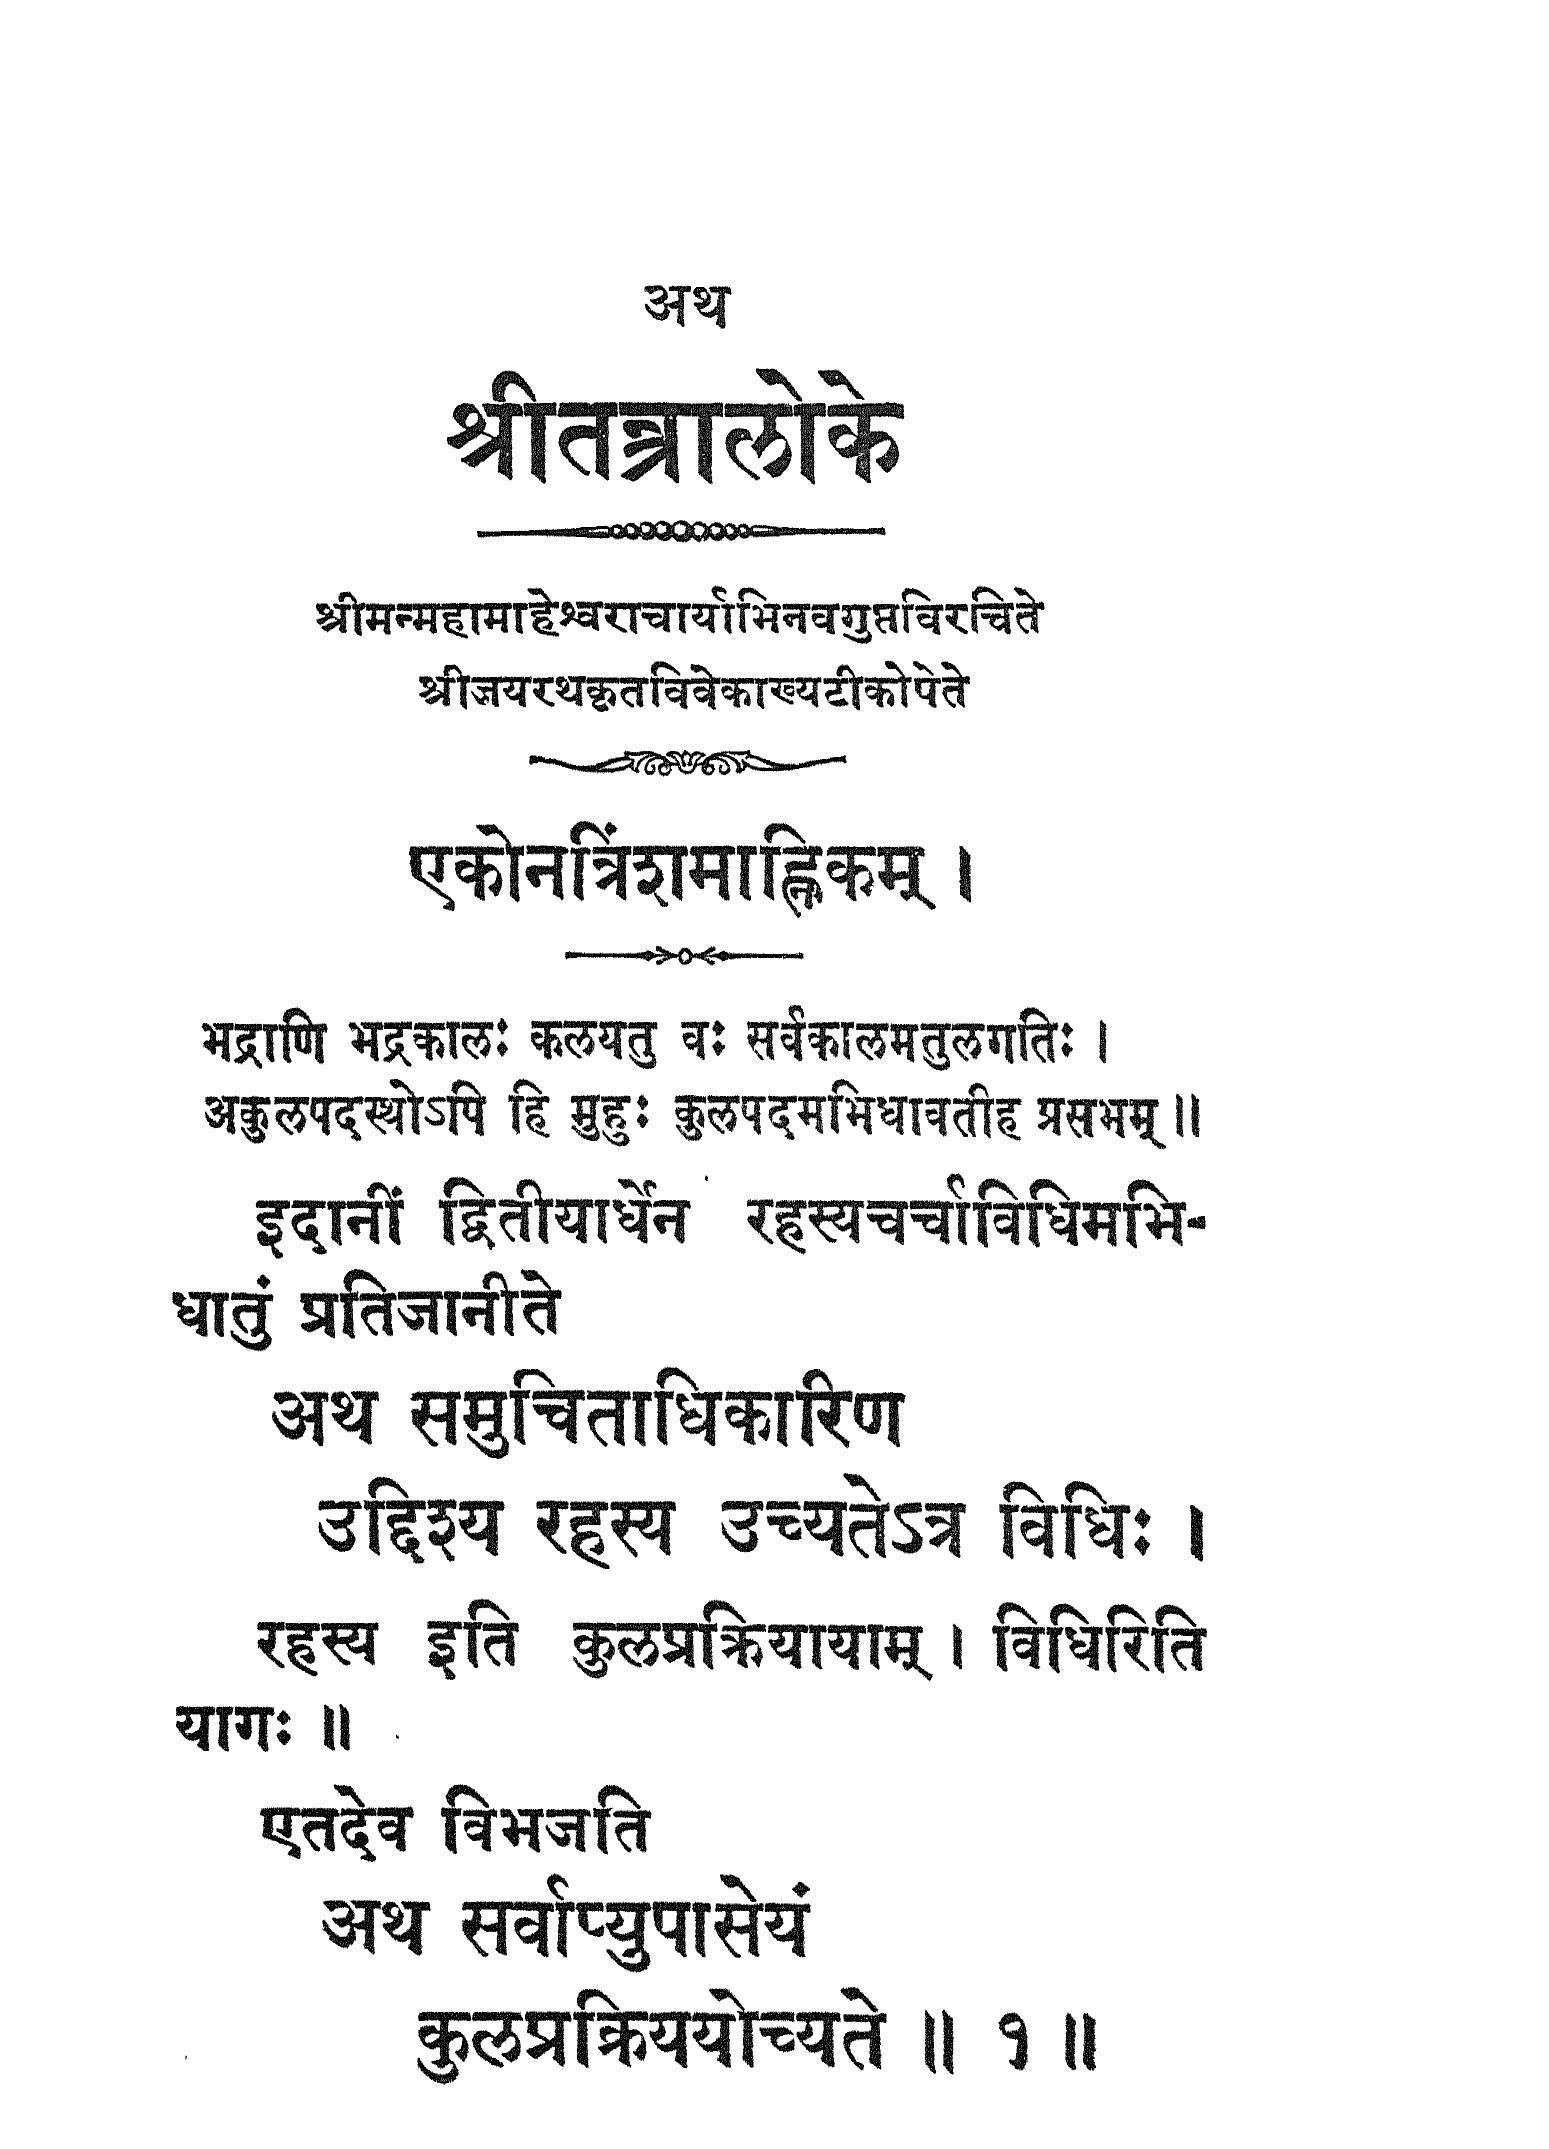 अथ
श्रीतन्त्रालोके
श्रीमन्महामाहेश्वराचार्याभिनवगुप्तविरचिते
श्रीजयरथकृतविवेकाख्यटीकोपेते
एकोनत्रिंशमाह्निकम् ।
भद्राणि भद्रकालः कलयतु वः सर्वकालमतुलगतिः ।
अकुलपदस्थोऽपि हि मुहुः कुलपदमभिधावतीह प्रसभम् ॥
इदानीं द्वितीयार्धेन रहस्यचर्चाविधिमभि-
धातुं प्रतिजानीते
अथ समुचिताधिकारिण
उद्दिश्य रहस्य उच्यतेऽत्र विधिः ।
रहस्य इति कुलप्रक्रियायाम् । विधिरिति
यागः ॥
एतदेव विभजति
अथ सर्वाप्युपासेयं
कुलप्रक्रिययोच्यते ॥ १ ॥